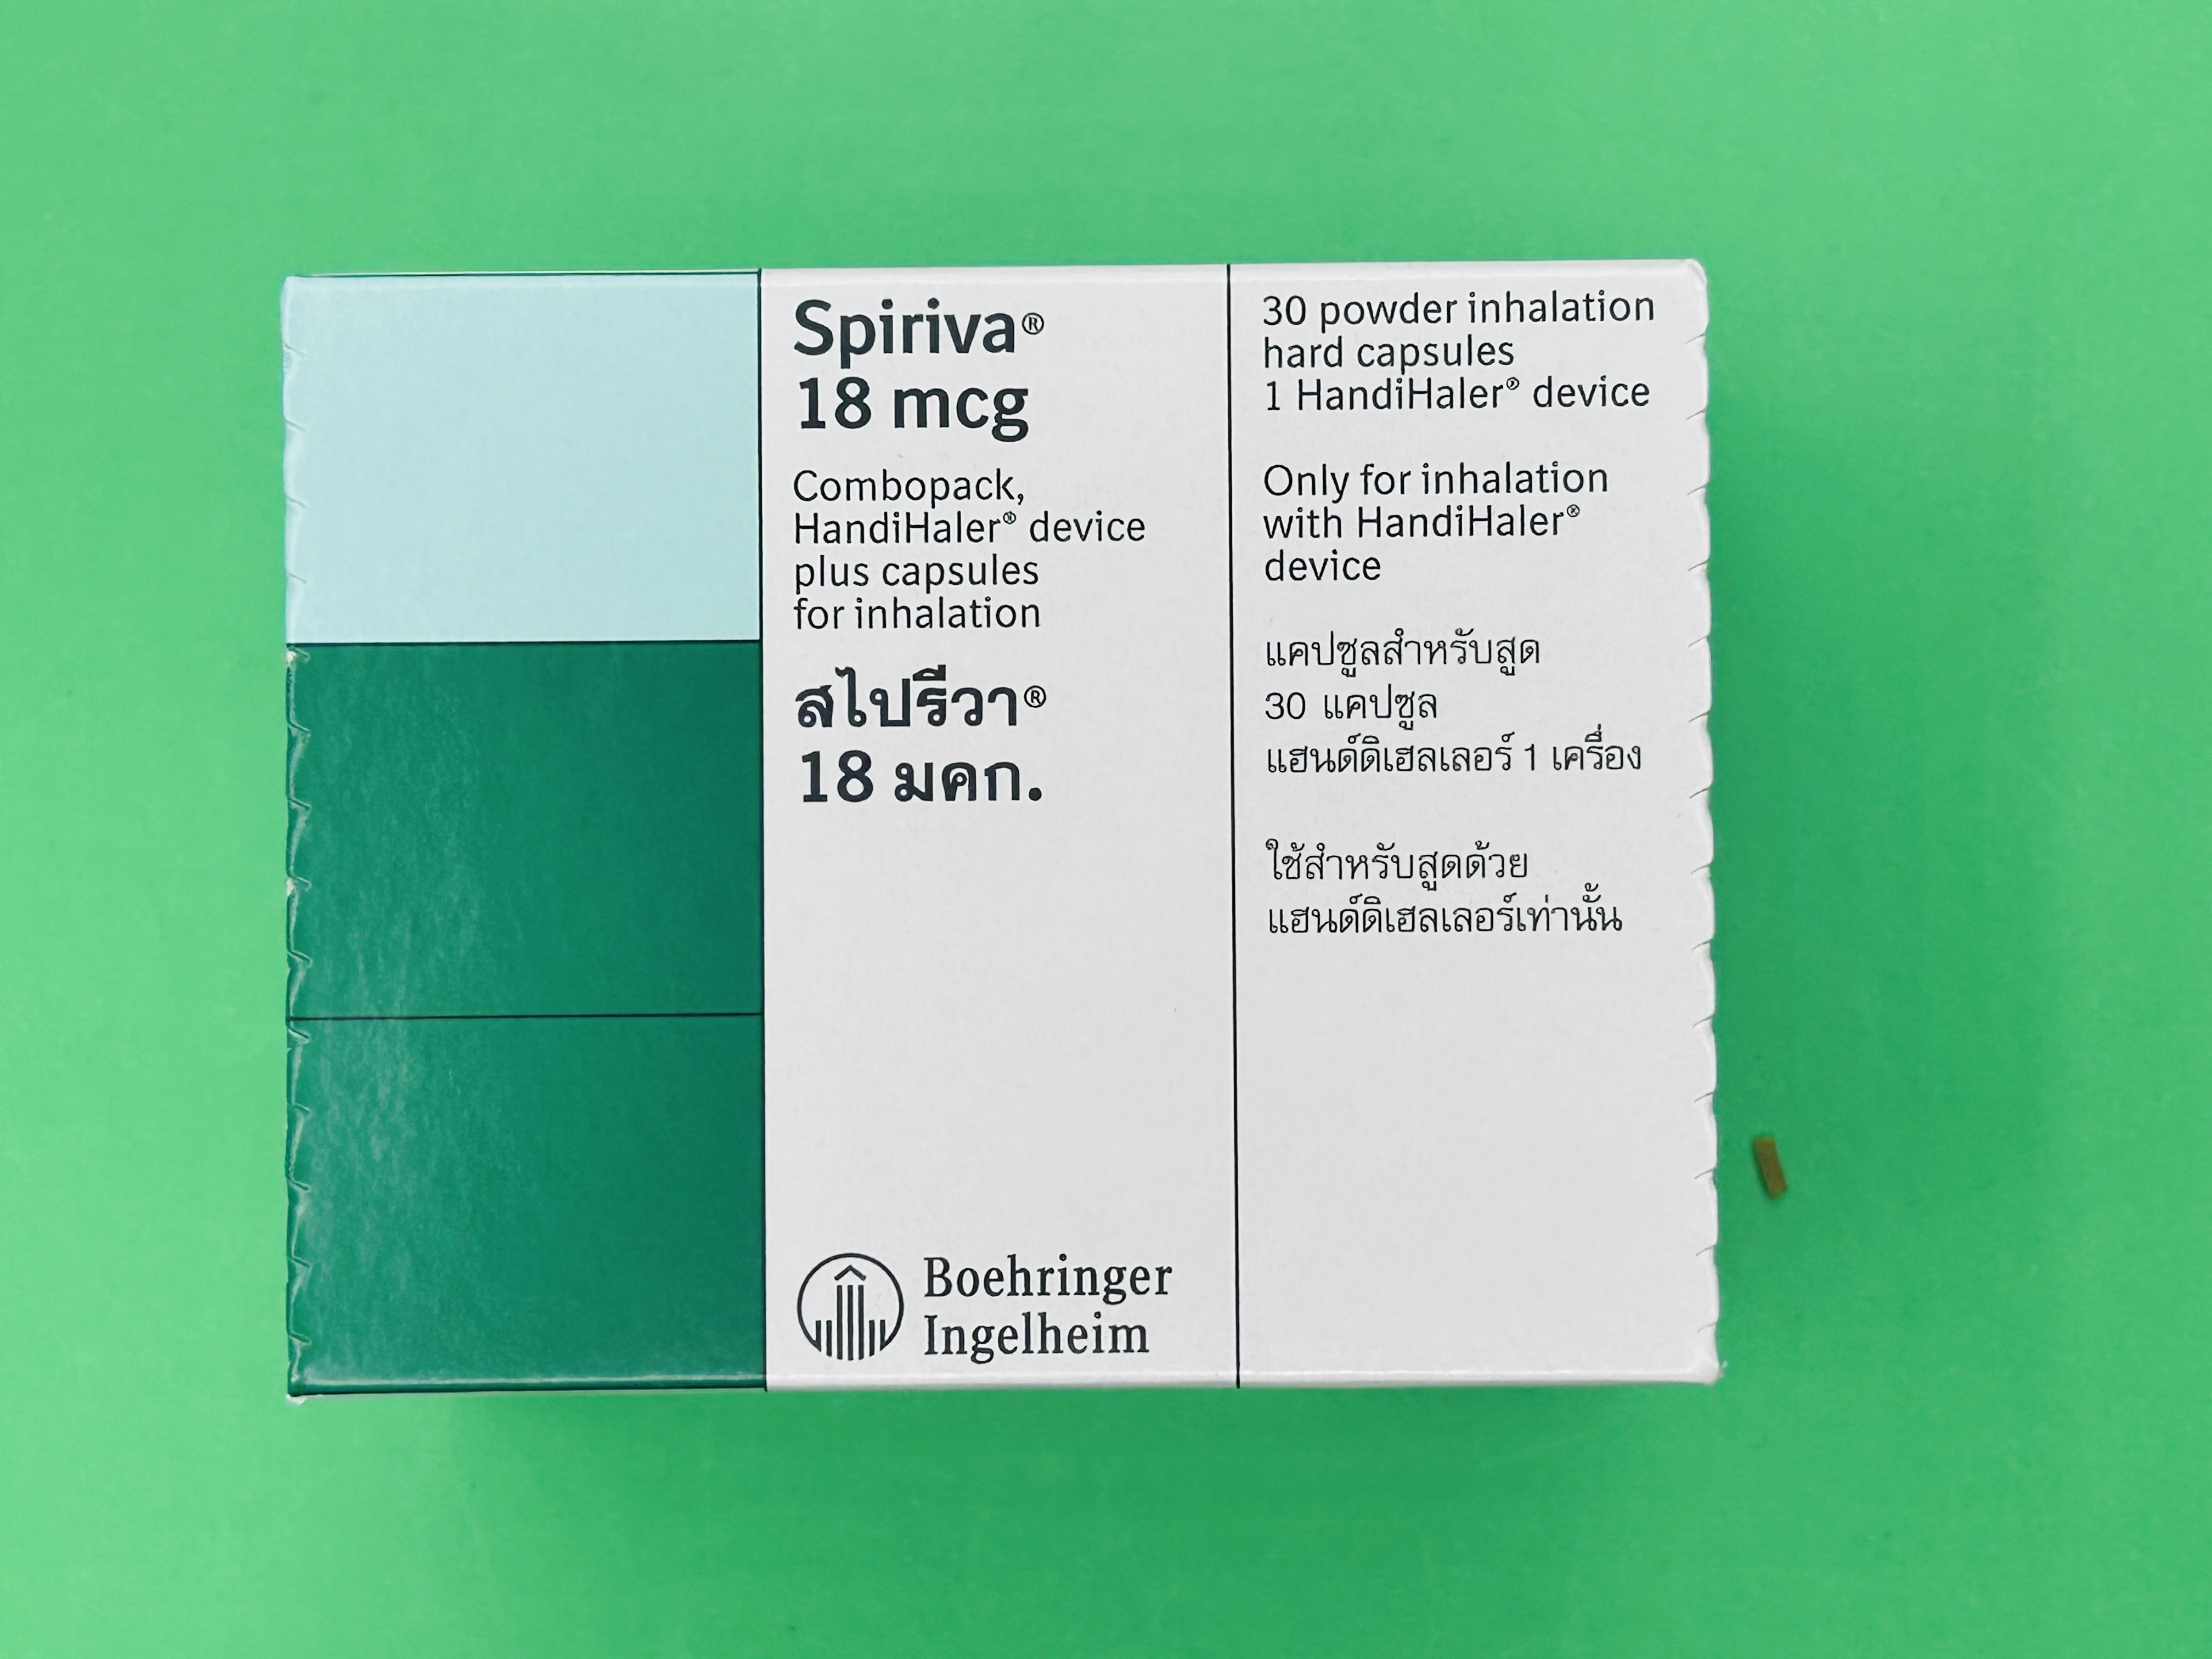 Spiriva®
18 mcg
Combopack,
HandiHaler® device
plus capsules
for inhalation
สไปรีวา®
18 มคก.
Boehringer
Ingelheim
30 powder inhalation
hard capsules
1 HandiHaler® device
Only for inhalation
with HandiHaler®
device
แคปซูลสำหรับสูด
30 แคปซูล
แฮนด์ดิเฮลเลอร์ 1 เครื่อง
ใช้สำหรับสูดด้วย
แฮนด์ดิเฮลเลอร์เท่านั้น